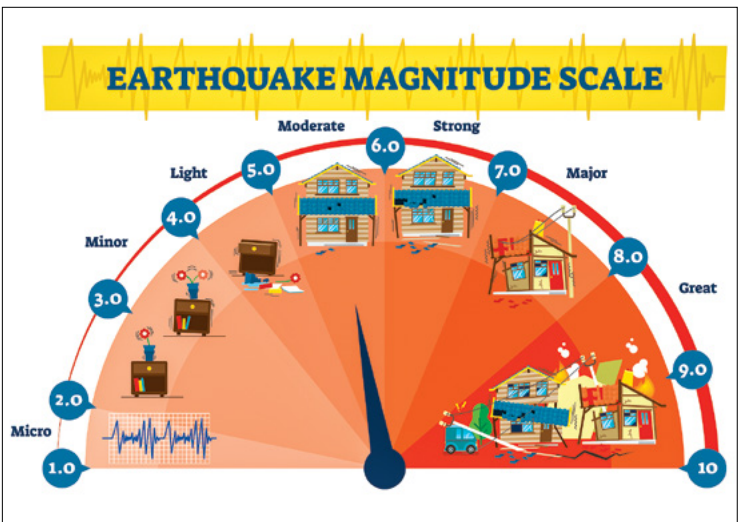 EARTHQUAKE MAGNITUDE SCALE
Micro
Minor
Light
Moderate
Strong
Major
Great
1.0
2.0
3.0
4.0
5.0
6.0
7.0
8.0
9.0
10